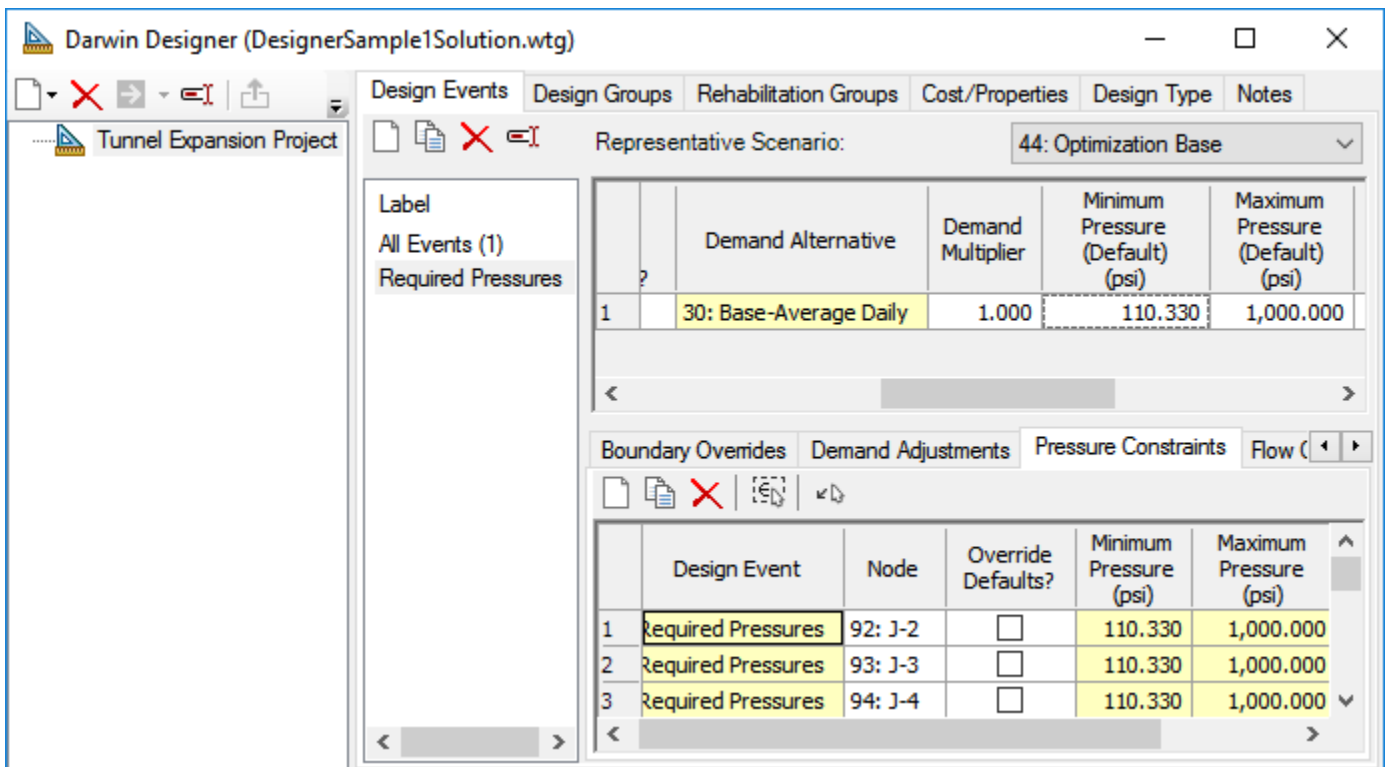 Darwin Designer (DesignerSample1Solution.wtg)
Design Events Design Groups Rehabilitation Groups Cost/Properties Design Type Notes
Tunnel Expansion Project
Representative Scenario: 44: Optimization Base
Label
All Events (1)
Required Pressures
? Demand Alternative Demand Multiplier Minimum Pressure (Default) (psi) Maximum Pressure (Default) (psi)
1 30: Base-Average Daily 1.000 110.330 1,000.000
Boundary Overrides Demand Adjustments Pressure Constraints Flow (
Design Event Node Override Defaults? Minimum Pressure (psi) Maximum Pressure (psi)
1 Required Pressures 92: J-2 110.330 1,000.000
2 Required Pressures 93: J-3 110.330 1,000.000
3 Required Pressures 94: J-4 110.330 1,000.000